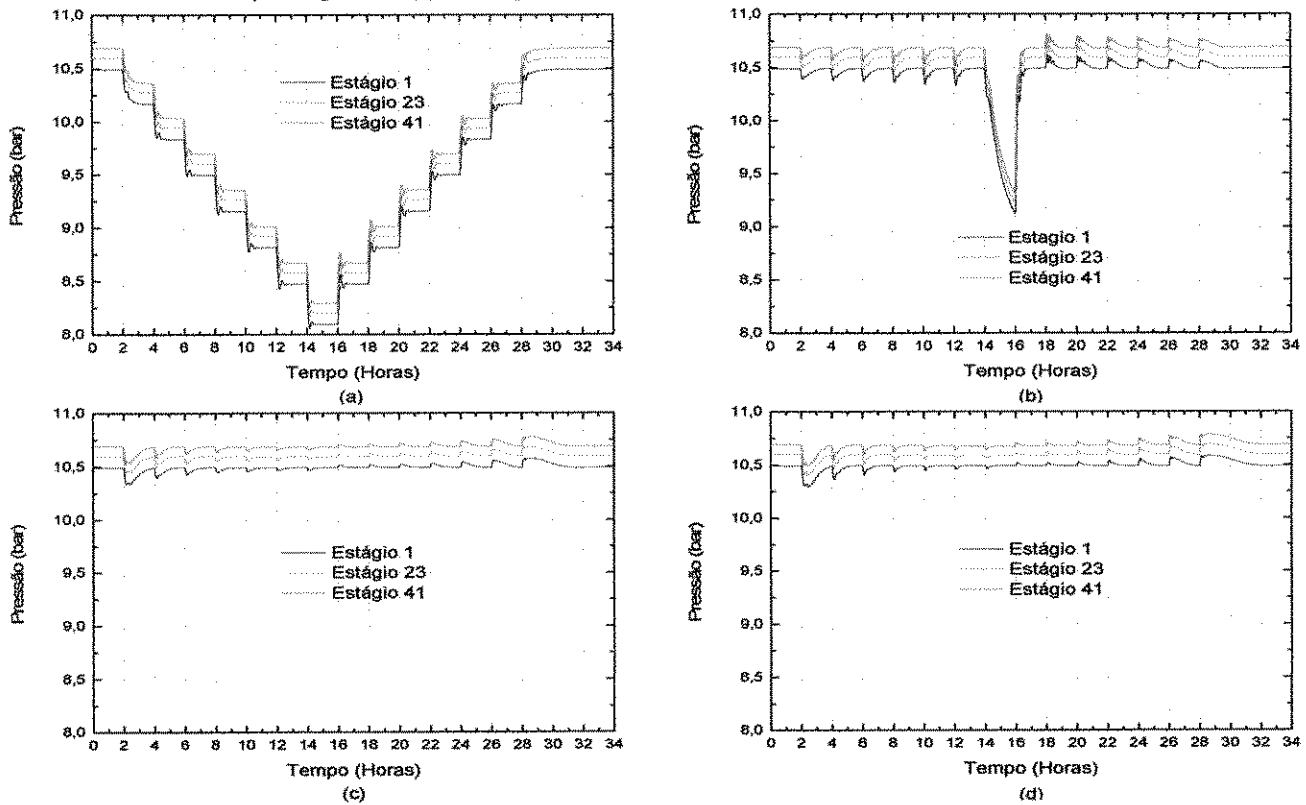 11,0
10,5
10,0
9,5
9,0
8,5
8,0
Pressão (bar)
Estágio 1
Estágio 23
Estágio 41
0 2 4 6 8 10 12 14 16 18 20 22 24 26 28 30 32 34
Tempo (Horas)
(a)
11,0
10,5
10,0
9,5
9,0
8,5
8,0
Pressão (bar)
Estagio 1
Estágio 23
Estágio 41
0 2 4 6 8 10 12 14 16 18 20 22 24 26 28 30 32 34
Tempo (Horas)
(b)
11,0
10,5
10,0
9,5
9,0
8,5
8,0
Pressão (bar)
Estágio 1
Estágio 23
Estágio 41
0 2 4 6 8 10 12 14 16 18 20 22 24 26 28 30 32 34
Tempo (Horas)
(c)
11,0
10,5
10,0
9,5
9,0
8,5
8,0
Pressão (bar)
Estágio 1
Estágio 23
Estágio 41
0 2 4 6 8 10 12 14 16 18 20 22 24 26 28 30 32 34
Tempo (Horas)
(d)